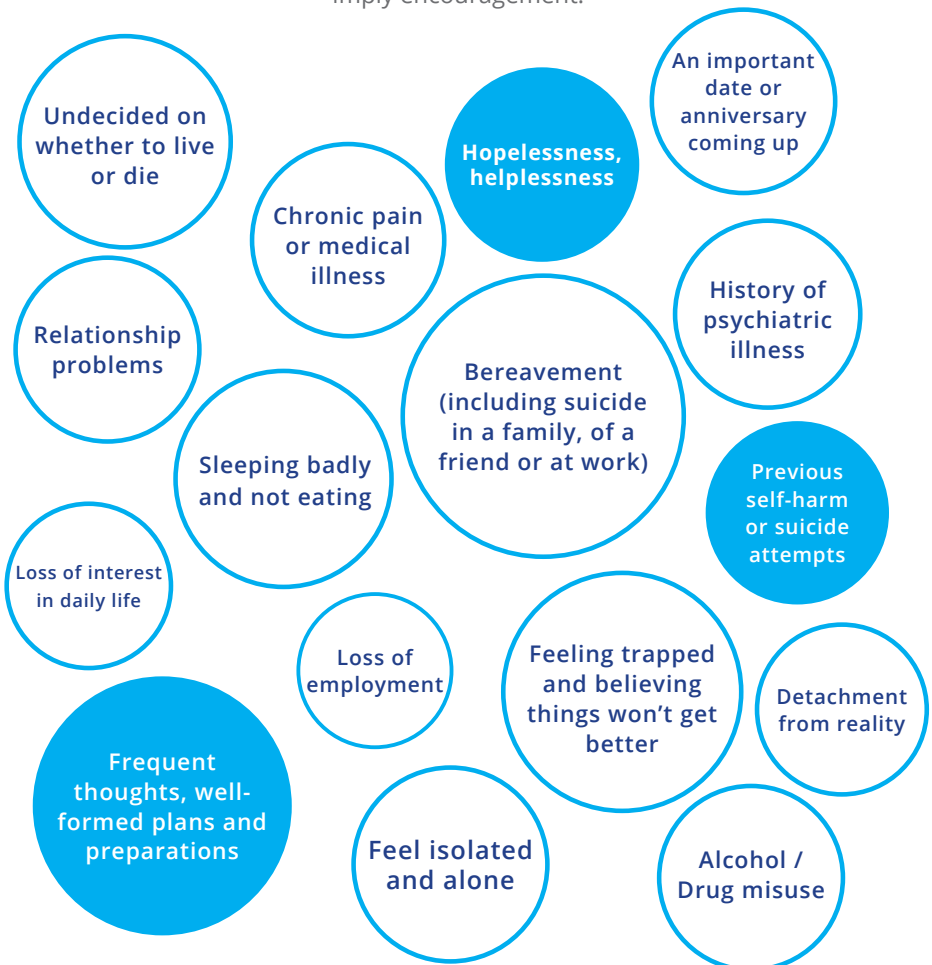 imply encouragement.
An important
date or
anniversary
coming up
Undecided on
whether to live
or die
Hopelessness,
helplessness
Chronic pain
or medical
illness
History of
psychiatric
illness
Relationship
problems
Bereavement
(including suicide
in a family, of a
friend or at work)
Sleeping badly
and not eating
Previous
self-harm
or suicide
attempts
Loss of interest
in daily life
Loss of
employment
Feeling trapped
and believing
things won’t get
better
Detachment
from reality
Frequent
thoughts, well-
formed plans and
preparations
Feel isolated
and alone
Alcohol /
Drug misuse